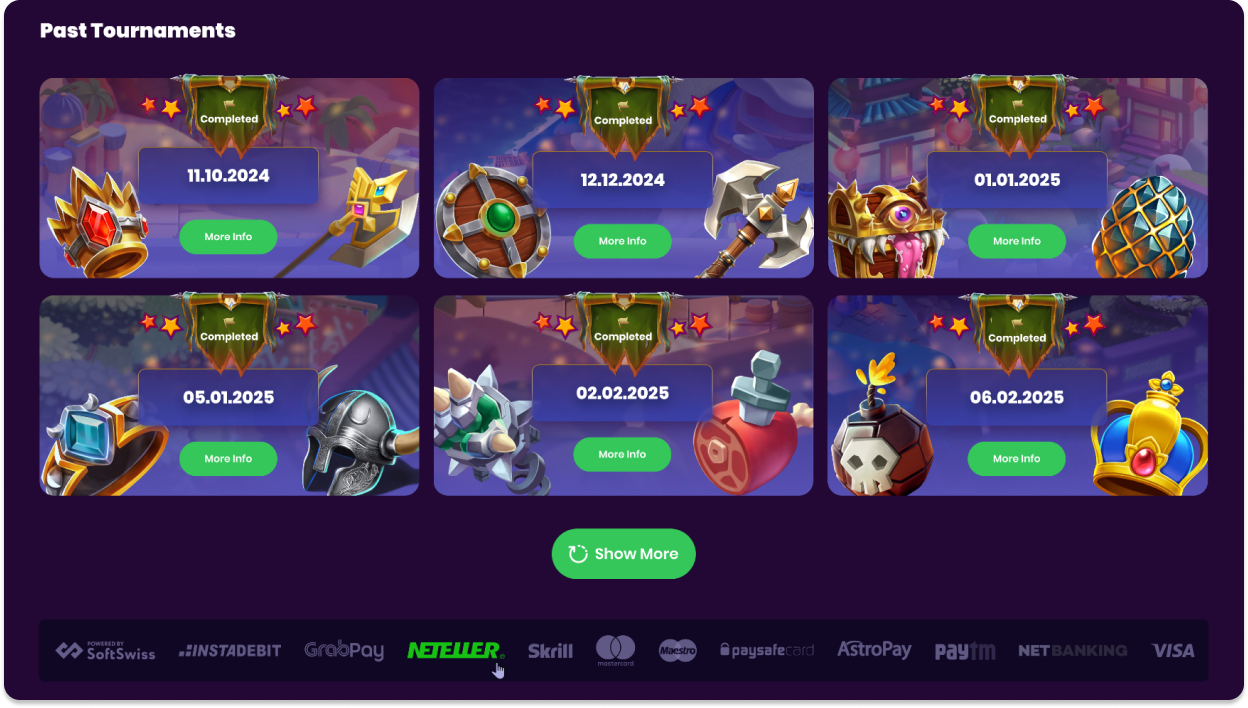 Past Tournaments
Completed
11.10.2024
More Info
Completed
12.12.2024
More Info
Completed
01.01.2025
More Info
Completed
05.01.2025
More Info
Completed
02.02.2025
More Info
Completed
06.02.2025
More Info
Show More
POWERED BY
SoftSwiss
INSTADEBIT
GrabPay
NETELLER
Skrill
mastercard
Maestro
paysafecard
AstroPay
paytm
NETBANKING
VISA